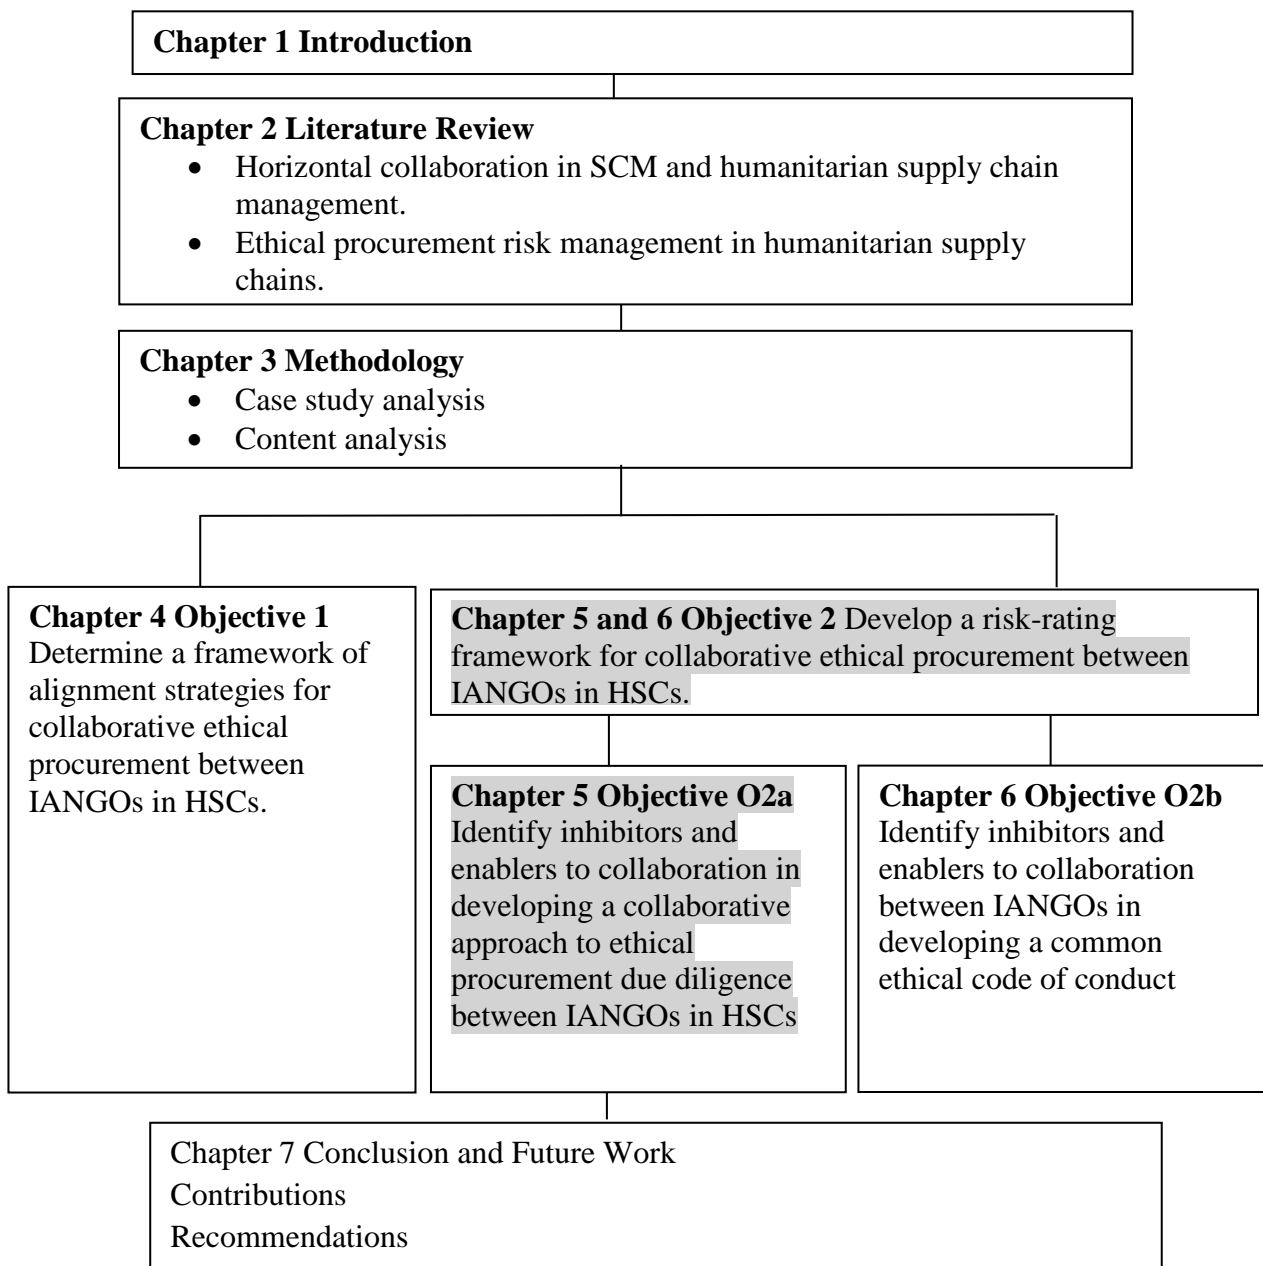 Chapter 1 Introduction
Chapter 2 Literature Review
• Horizontal collaboration in SCM and humanitarian supply chain
management.
• Ethical procurement risk management in humanitarian supply
chains.
Chapter 3 Methodology
• Case study analysis
• Content analysis
Chapter 4 Objective 1
Determine a framework of
alignment strategies for
collaborative ethical
procurement between
IANGOs in HSCs.
Chapter 5 and 6 Objective 2 Develop a risk-rating
framework for collaborative ethical procurement between
IANGOs in HSCs.
Chapter 5 Objective O2a
Identify inhibitors and
enablers to collaboration in
developing a collaborative
approach to ethical
procurement due diligence
between IANGOs in HSCs
Chapter 6 Objective O2b
Identify inhibitors and
enablers to collaboration
between IANGOs in
developing a common
ethical code of conduct
Chapter 7 Conclusion and Future Work
Contributions
Recommendations